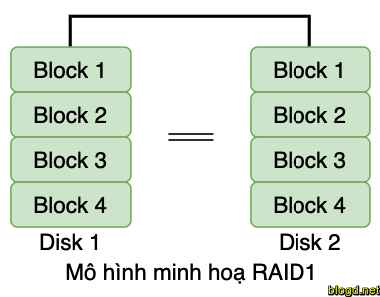 Block 1 Block 1
Block 2 Block 2
Block 3 Block 3
Block 4 Block 4
Disk 1 Disk 2
Mô hình minh hoạ RAID1
blogd.net